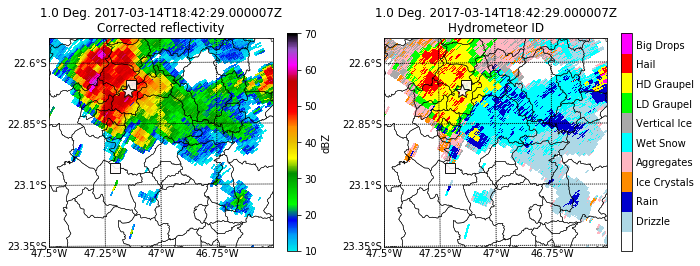 1.0 Deg. 2017-03-14T18:42:29.000007Z
Corrected reflectivity
22.6°S
22.85°S
23.1°S
23.35°S
47.5°W
47.25°W
47°W
46.75°W
70
60
50
40
30
20
10
dBZ
1.0 Deg. 2017-03-14T18:42:29.000007Z
Hydrometeor ID
22.6°S
22.85°S
23.1°S
23.35°S
47.5°W
47.25°W
47°W
46.75°W
Big Drops
Hail
HD Graupel
LD Graupel
Vertical Ice
Wet Snow
Aggregates
Ice Crystals
Rain
Drizzle